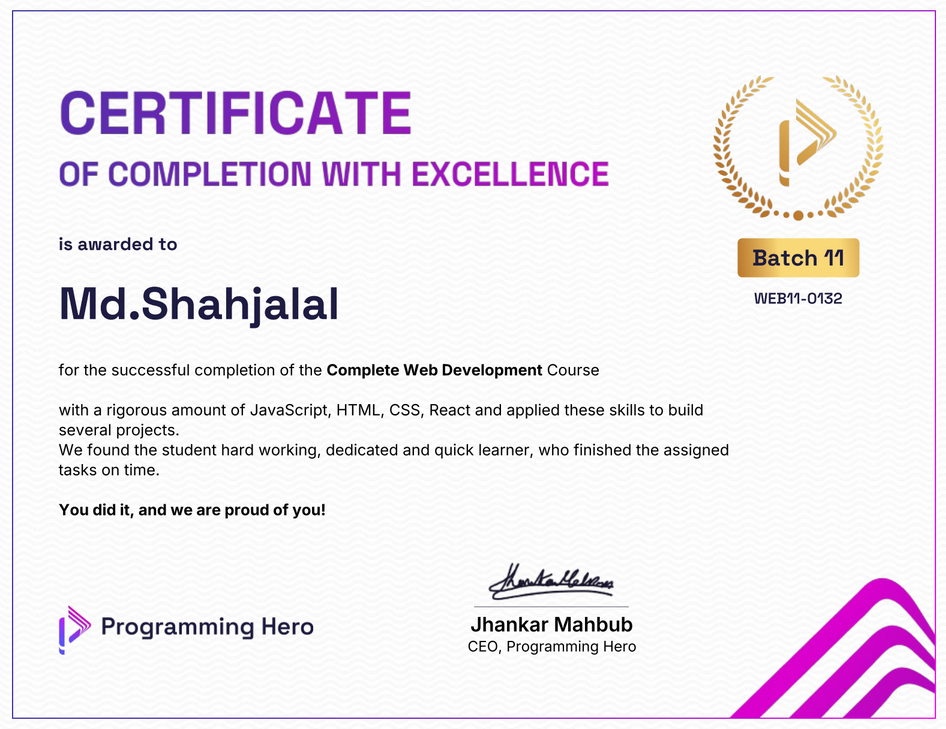 CERTIFICATE
OF COMPLETION WITH EXCELLENCE
is awarded to
Md.Shahjalal
Batch 11
WEB11-0132
for the successful completion of the Complete Web Development Course
with a rigorous amount of JavaScript, HTML, CSS, React and applied these skills to build
several projects.
We found the student hard working, dedicated and quick learner, who finished the assigned
tasks on time.
You did it, and we are proud of you!
Programming Hero
Jhankar Mahbub
CEO, Programming Hero